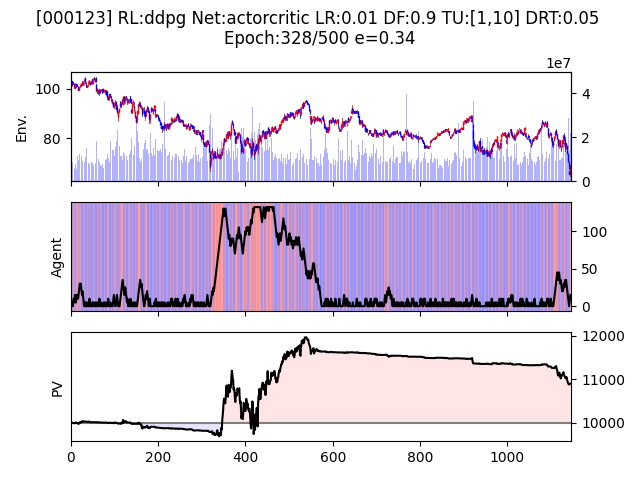 [000123] RL:ddpg Net:actorcritic LR:0.01 DF:0.9 TU:[1,10] DRT:0.05
Epoch:328/500 e=0.34
1e7
Env.
100
80
4
2
0
Agent
100
50
0
PV
12000
11000
10000
0
200
400
600
800
1000